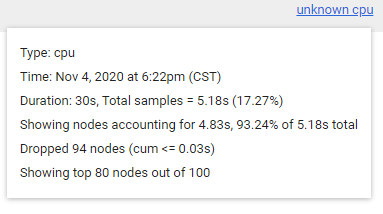 unknown cpu
Type: cpu
Time: Nov 4, 2020 at 6:22pm (CST)
Duration: 30s, Total samples = 5.18s (17.27%)
Showing nodes accounting for 4.83s, 93.24% of 5.18s total
Dropped 94 nodes (cum <= 0.03s)
Showing top 80 nodes out of 100